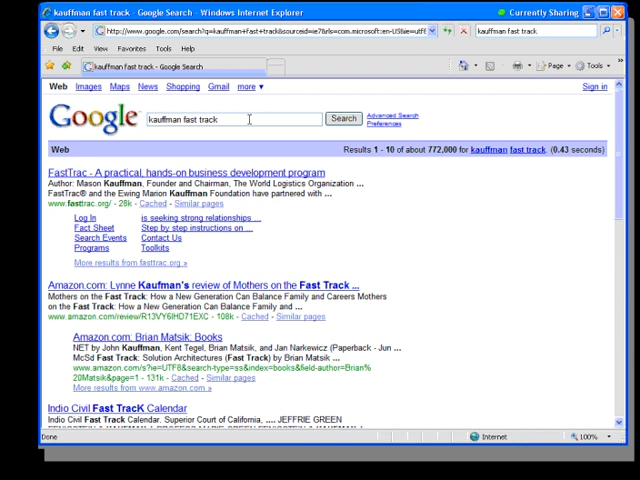 kauffman fast track - Google Search - Windows Internet Explorer
Currently Sharing
http://www.google.com/search?q=kauffman+fast+track&sourceid=ie7&rls=com.microsoft:en-US&ie=utf8
kauffman fast track
File Edit View Favorites Tools Help
kauffman fast track - Google Search
Page Tools
Web Images Maps News Shopping Gmail more ▼
Sign in
Google
kauffman fast track
Search
Advanced Search
Preferences
Web
Results 1 - 10 of about 772,000 for kauffman fast track. (0.43 seconds)
FastTrac - A practical, hands-on business development program
Author: Mason Kauffman, Founder and Chairman, The World Logistics Organization ...
FastTrac® and the Ewing Marion Kauffman Foundation have partnered with ...
www.fasttrac.org/ - 28k - Cached - Similar pages
Log In is seeking strong relationships ...
Fact Sheet Step by step instructions on ...
Search Events Contact Us
Programs Toolkits
More results from fasttrac.org »
Amazon.com: Lynne Kaufman's review of Mothers on the Fast Track ...
Mothers on the Fast Track: How a New Generation Can Balance Family and Careers Mothers
on the Fast Track: How a New Generation Can Balance Family and ...
www.amazon.com/review/R13VY6IHD71EXC - 108k - Cached - Similar pages
Amazon.com: Brian Matsik: Books
NET by John Kauffman, Kent Tegel, Brian Matsik, and Jan Narkiewicz (Paperback - Jun ...
McSd Fast Track: Solution Architectures (Fast Track) by Brian Matsik ...
www.amazon.com/s?ie=UTF8&search-type=ss&index=books&field-author=Brian%
20Matsik&page=1 - 131k - Cached - Similar pages
More results from www.amazon.com »
Indio Civil Fast TracK Calendar
Indio Civil Fast TracK Calendar. Superior Court of California, .... JEFFRIE GREEN
Done
Internet
100%